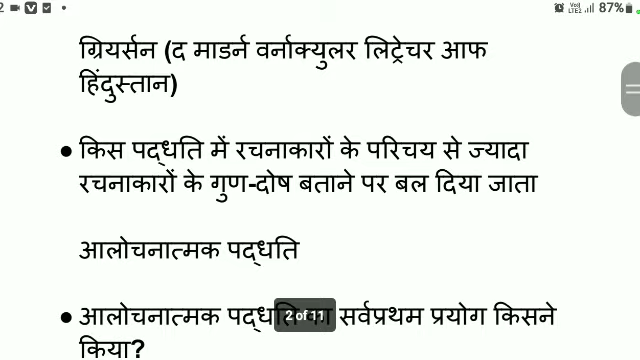 87%
ग्रियर्सन (द माडर्न वर्नाक्युलर लिट्रेचर आफ
हिंदुस्तान)
● किस पद्धति में रचनाकारों के परिचय से ज्यादा
रचनाकारों के गुण-दोष बताने पर बल दिया जाता
आलोचनात्मक पद्धति
● आलोचनात्मक पद्धति का सर्वप्रथम प्रयोग किसने
2 of 11
किया?